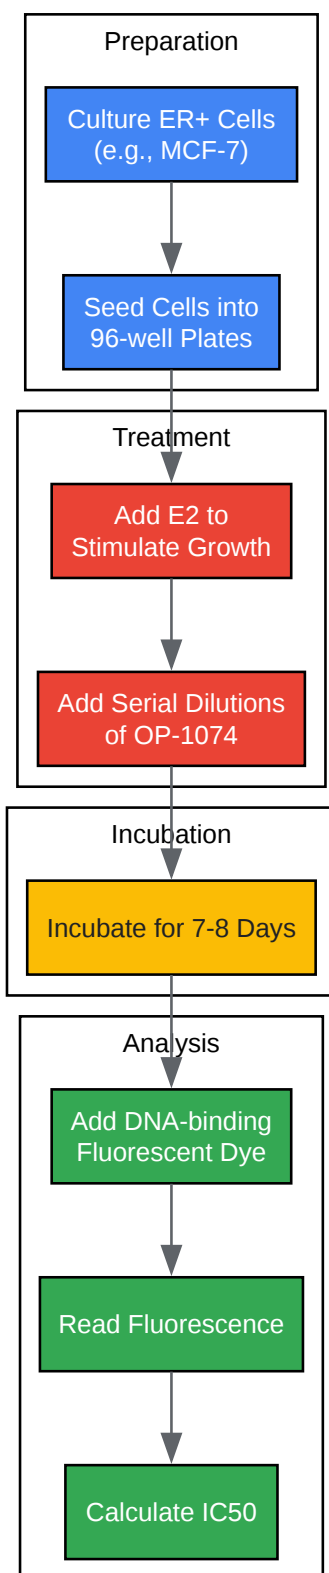 Preparation
Culture ER+ Cells
(e.g., MCF-7)
Seed Cells into
96-well Plates
Treatment
Add E2 to
Stimulate Growth
Add Serial Dilutions
of OP-1074
Incubation
Incubate for 7-8 Days
Analysis
Add DNA-binding
Fluorescent Dye
Read Fluorescence
Calculate IC50